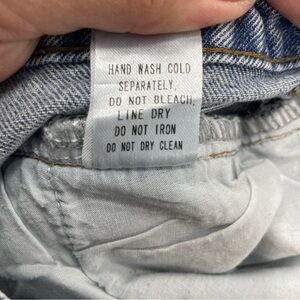 HAND WASH COLD
SEPARATELY,
DO NOT BLEACH,
LINE DRY
DO NOT IRON
DO NOT DRY CLEAN